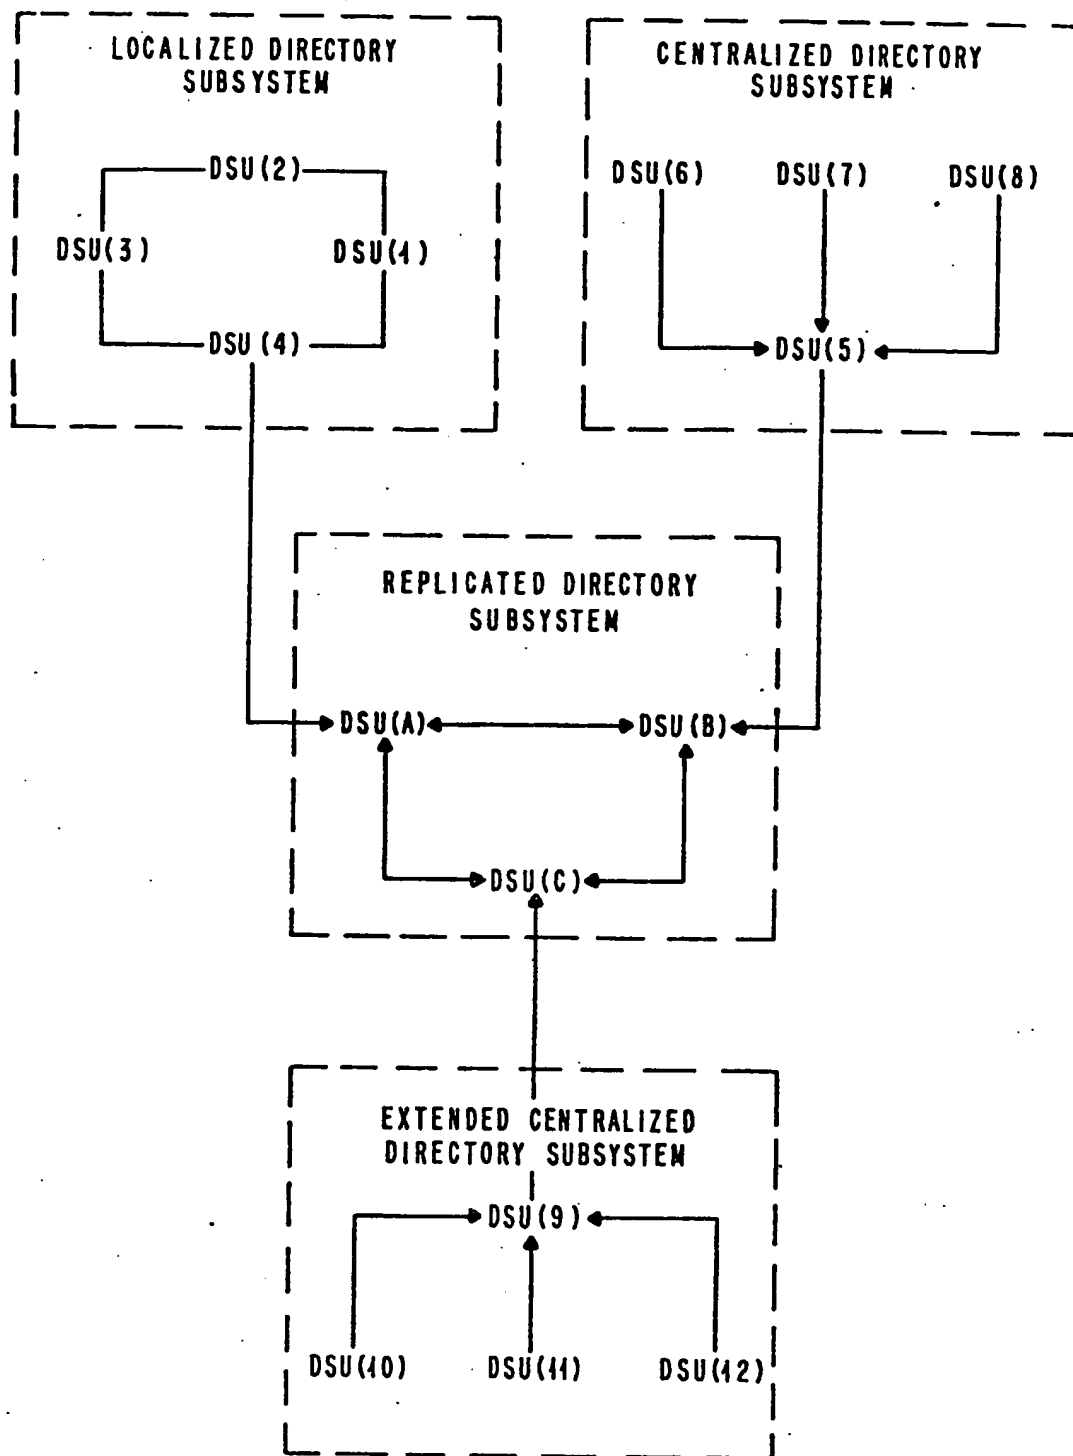 LOCALIZED DIRECTORY
SUBSYSTEM
DSU(2)
DSU(3)
DSU(1)
DSU(4)
CENTRALIZED DIRECTORY
SUBSYSTEM
DSU(6)
DSU(7)
DSU(8)
DSU(5)
REPLICATED DIRECTORY
SUBSYSTEM
DSU(A)
DSU(B)
DSU(C)
EXTENDED CENTRALIZED
DIRECTORY SUBSYSTEM
DSU(9)
DSU(10)
DSU(11)
DSU(12)